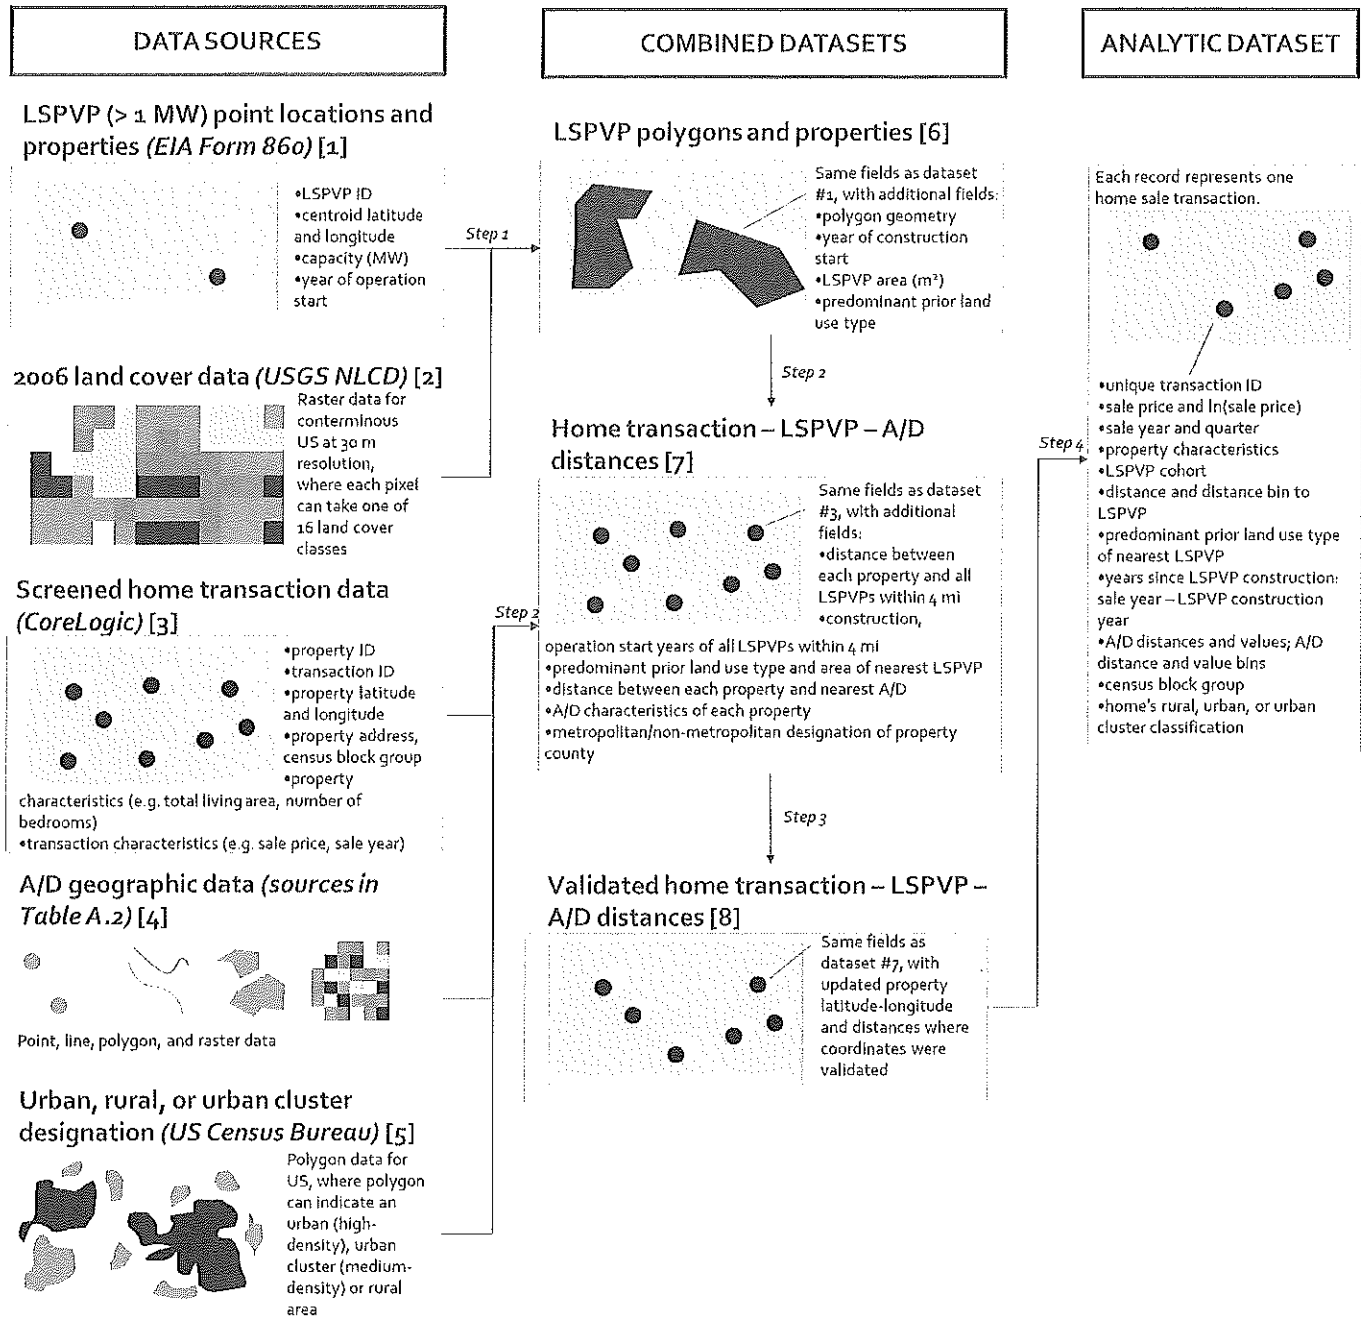 DATA SOURCES
LSPVP (> 1 MW) point locations and
properties (EIA Form 860) [1]
•LSPVP ID
•centroid latitude
and longitude
•capacity (MW)
•year of operation
start
2006 land cover data (USGS NLCD) [2]
Raster data for
conterminous
US at 30 m
resolution,
where each pixel
can take one of
16 land cover
classes
Screened home transaction data
(CoreLogic) [3]
•property ID
•transaction ID
•property latitude
and longitude
•property address,
census block group
•property
characteristics (e.g. total living area, number of
bedrooms)
•transaction characteristics (e.g. sale price, sale year)
A/D geographic data (sources in
Table A.2) [4]
Point, line, polygon, and raster data
Urban, rural, or urban cluster
designation (US Census Bureau) [5]
Polygon data for
US, where polygon
can indicate an
urban (high-
density), urban
cluster (medium-
density) or rural
area
Step 1
Step 2
COMBINED DATASETS
LSPVP polygons and properties [6]
Same fields as dataset
#1, with additional fields:
•polygon geometry
•year of construction
start
•LSPVP area (m²)
•predominant prior land
use type
Step 2
Home transaction – LSPVP – A/D
distances [7]
Same fields as dataset
#3, with additional
fields:
•distance between
each property and all
LSPVPs within 4 mi
•construction,
operation start years of all LSPVPs within 4 mi
•predominant prior land use type and area of nearest LSPVP
•distance between each property and nearest A/D
•A/D characteristics of each property
•metropolitan/non-metropolitan designation of property
county
Step 3
Validated home transaction – LSPVP –
A/D distances [8]
Same fields as
dataset #7, with
updated property
latitude-longitude
and distances where
coordinates were
validated
Step 4
ANALYTIC DATASET
Each record represents one
home sale transaction.
•unique transaction ID
•sale price and ln(sale price)
•sale year and quarter
•property characteristics
•LSPVP cohort
•distance and distance bin to
LSPVP
•predominant prior land use type
of nearest LSPVP
•years since LSPVP construction:
sale year – LSPVP construction
year
•A/D distances and values; A/D
distance and value bins
•census block group
•home's rural, urban, or urban
cluster classification